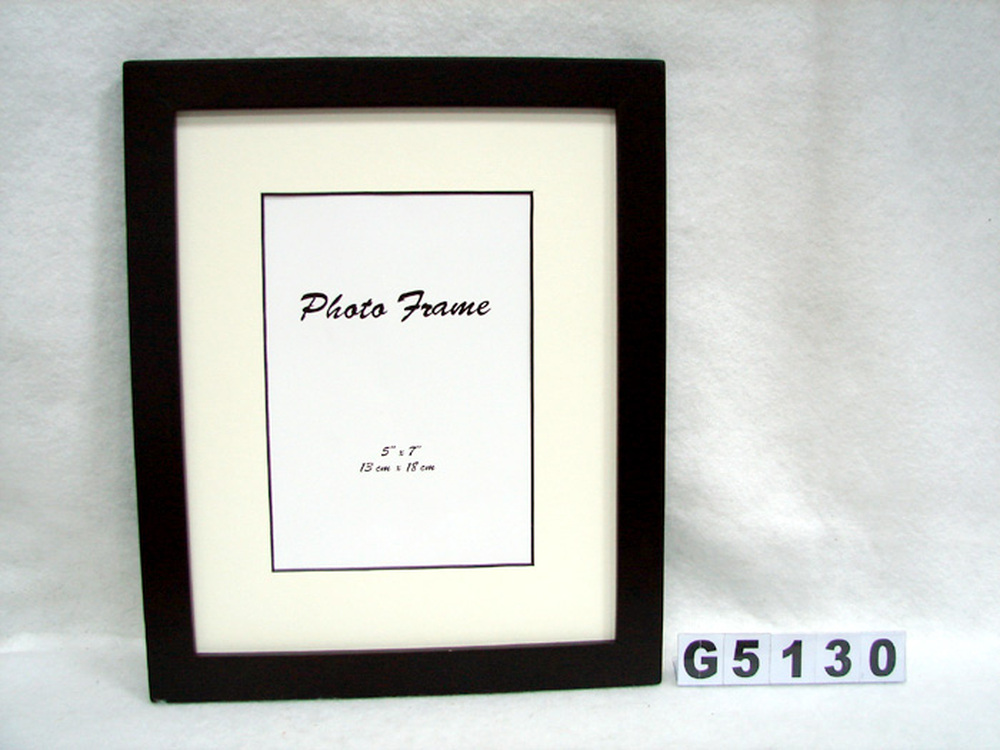 Photo Frame
5" x 7"
13 cm x 18 cm
G5130